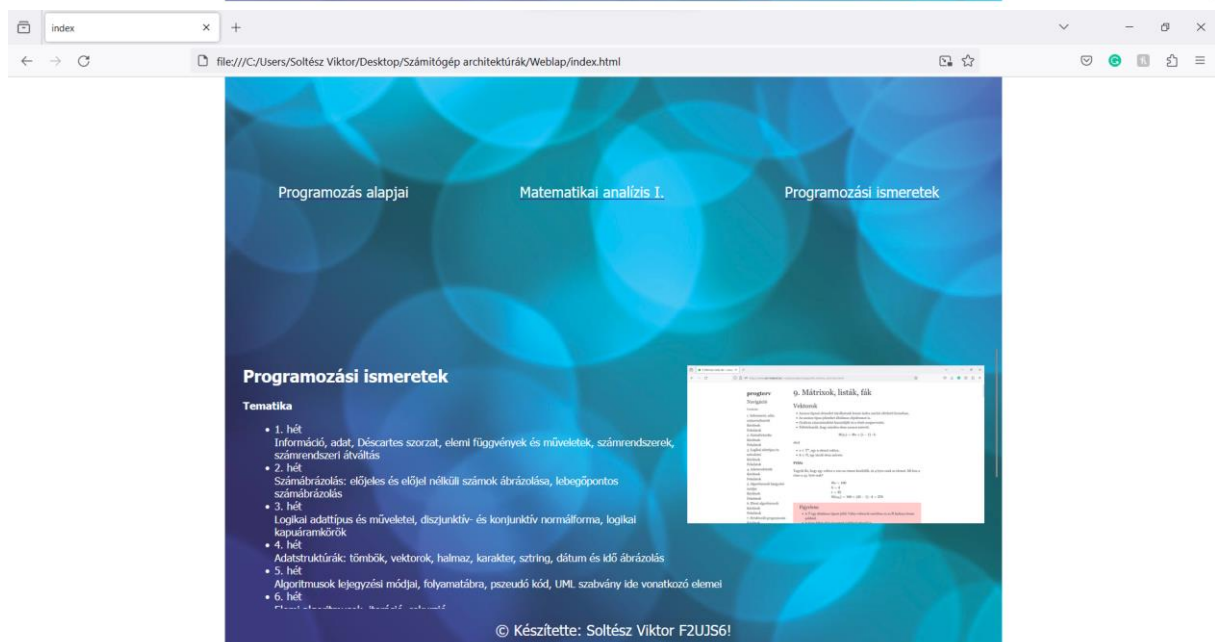 index
file:///C:/Users/Soltész Viktor/Desktop/Számítógép architektúrák/Weblap/index.html
Programozás alapjai
Matematikai analízis I.
Programozási ismeretek
Programozási ismeretek
Tematika
• 1. hét
Információ, adat, Déscartes szorzat, elemi függvények és műveletek, számrendszerek,
számrendszeri átváltás
• 2. hét
Számábrázolás: előjeles és előjel nélküli számok ábrázolása, lebegőpontos
számábrázolás
• 3. hét
Logikai adattípus és műveletei, diszjunktív- és konjunktív normálforma, logikai
kapuáramkörök
• 4. hét
Adatstruktúrák: tömbök, vektorok, halmaz, karakter, sztring, dátum és idő ábrázolás
• 5. hét
Algoritmusok lejegyzési módjai, folyamatábra, pszeudó kód, UML szabvány ide vonatkozó elemei
• 6. hét
progterv
Navigáció
9. Mátrixok, listák, fák
Vektorok
Figyelem
© Készítette: Soltész Viktor F2UJS6!